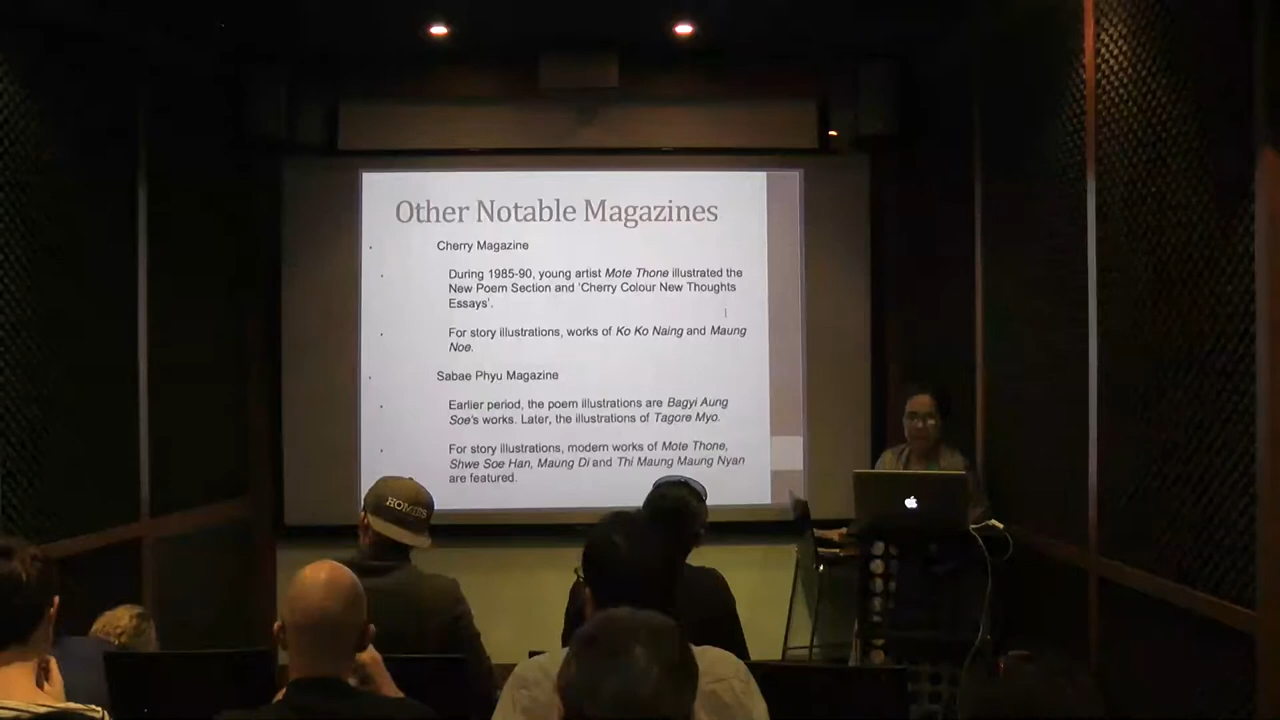 Other Notable Magazines
Cherry Magazine
During 1985-90, young artist Mote Thone illustrated the
New Poem Section and 'Cherry Colour New Thoughts
Essays'.
For story illustrations, works of Ko Ko Naing and Maung
Noe.
Sabae Phyu Magazine
Earlier period, the poem illustrations are Bagyi Aung
Soe's works. Later, the illustrations of Tagore Myo.
For story illustrations, modern works of Mote Thone,
Shwe Soe Han, Maung Di and Thi Maung Maung Nyan
are featured.
HOMIES